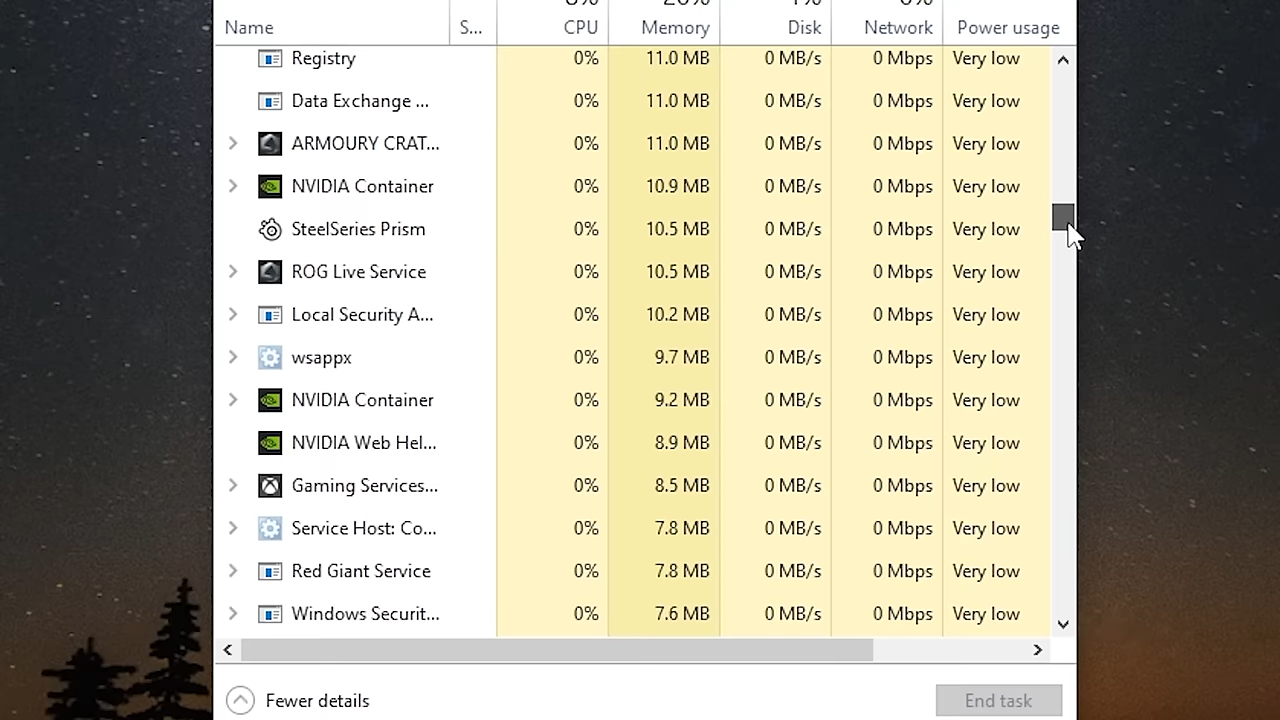 Name S... CPU Memory Disk Network Power usage
Registry 0% 11.0 MB 0 MB/s 0 Mbps Very low
Data Exchange ... 0% 11.0 MB 0 MB/s 0 Mbps Very low
ARMOURY CRAT... 0% 11.0 MB 0 MB/s 0 Mbps Very low
NVIDIA Container 0% 10.9 MB 0 MB/s 0 Mbps Very low
SteelSeries Prism 0% 10.5 MB 0 MB/s 0 Mbps Very low
ROG Live Service 0% 10.5 MB 0 MB/s 0 Mbps Very low
Local Security A... 0% 10.2 MB 0 MB/s 0 Mbps Very low
wsappx 0% 9.7 MB 0 MB/s 0 Mbps Very low
NVIDIA Container 0% 9.2 MB 0 MB/s 0 Mbps Very low
NVIDIA Web Hel... 0% 8.9 MB 0 MB/s 0 Mbps Very low
Gaming Services... 0% 8.5 MB 0 MB/s 0 Mbps Very low
Service Host: Co... 0% 7.8 MB 0 MB/s 0 Mbps Very low
Red Giant Service 0% 7.8 MB 0 MB/s 0 Mbps Very low
Windows Securit... 0% 7.6 MB 0 MB/s 0 Mbps Very low
Fewer details End task